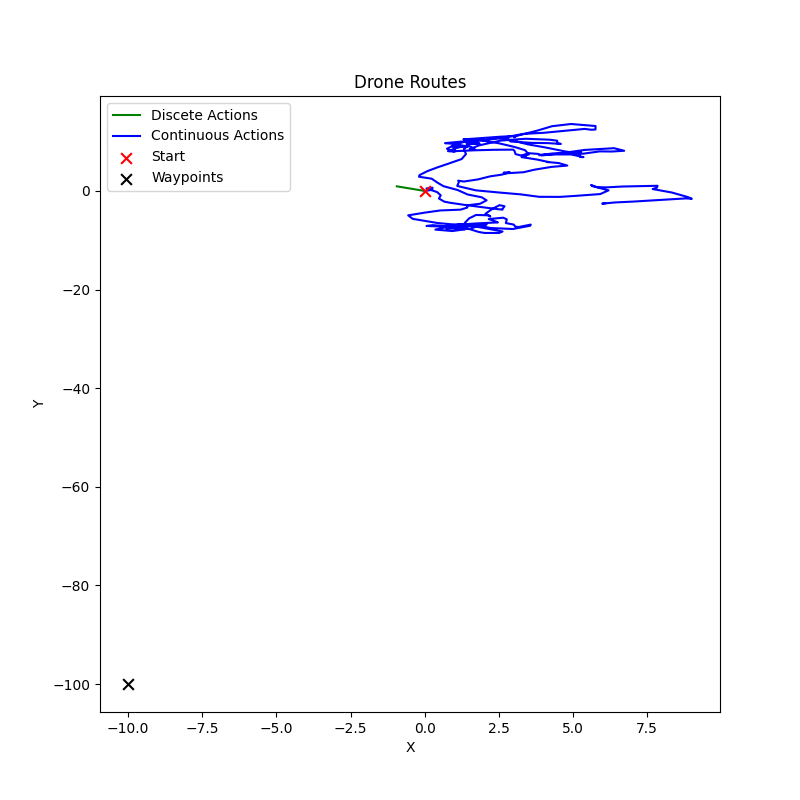 Drone Routes
Discete Actions
Continuous Actions
Start
Waypoints
Y
0
−20
−40
−60
−80
−100
−10.0 −7.5 −5.0 −2.5 0.0 2.5 5.0 7.5
X